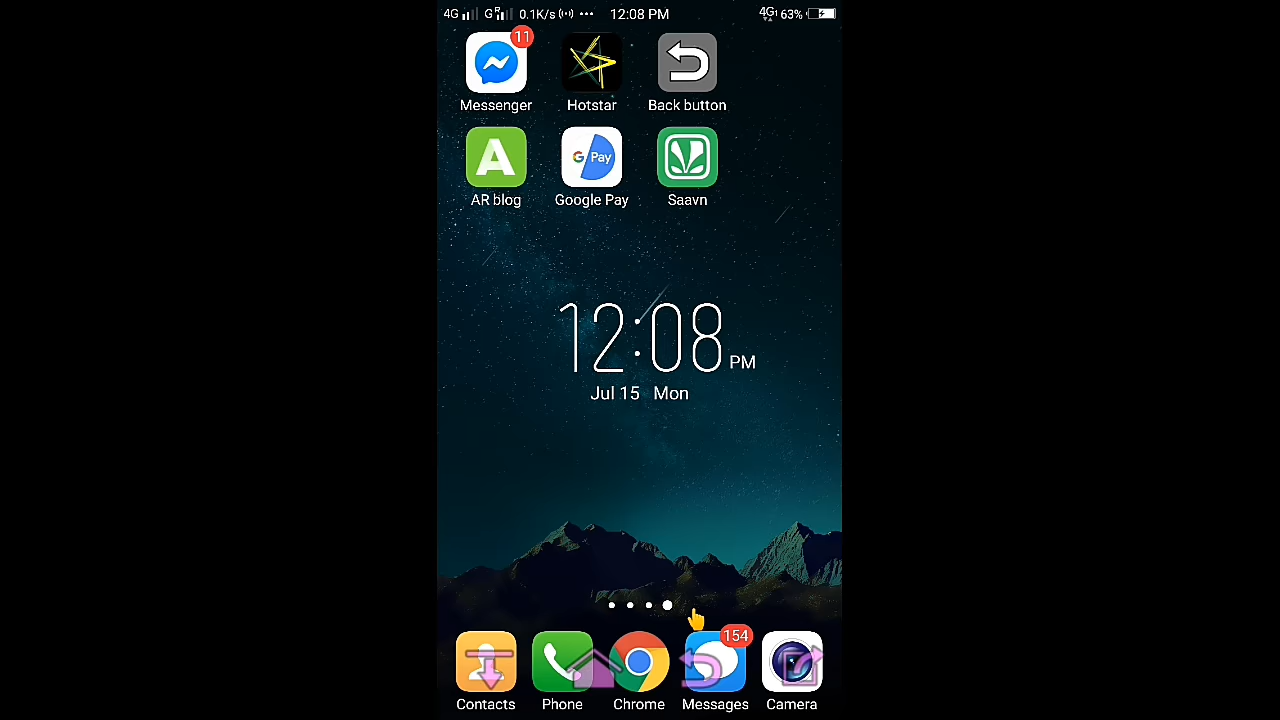 4G G R 0.1K/s 12:08 PM 4G 63%
11
Messenger Hotstar Back button
A G Pay
AR blog Google Pay Saavn
12:08 PM
Jul 15 Mon
154
Contacts Phone Chrome Messages Camera